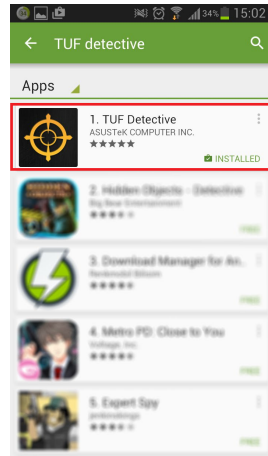 34% 15:02
TUF detective
Apps
1. TUF Detective
ASUSTeK COMPUTER INC.
INSTALLED
2. Hidden Objects - Detective
Big Bear Entertainment
FREE
3. Download Manager for An..
FREE
4. Metro PD: Close to You
Voltage, Inc.
FREE
5. Expert Spy
FREE